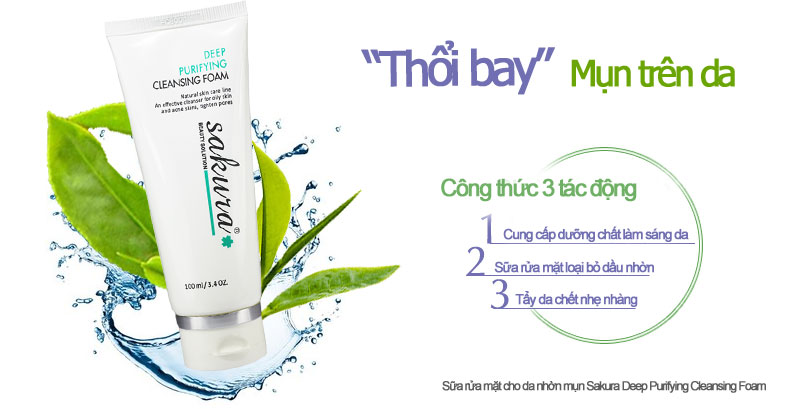 DEEP
PURIFYING
CLEANSING FOAM
Natural skin care line
An effective cleanser for oily skin
and acne skins, tighten pores
sakura®
BEAUTY SOLUTION
100 ml / 3.4 OZ.
“Thổi bay” Mụn trên da
Công thức 3 tác động
1 Cung cấp dưỡng chất làm sáng da
2 Sữa rửa mặt loại bỏ dầu nhờn
3 Tẩy da chết nhẹ nhàng
Sữa rửa mặt cho da nhờn mụn Sakura Deep Purifying Cleansing Foam